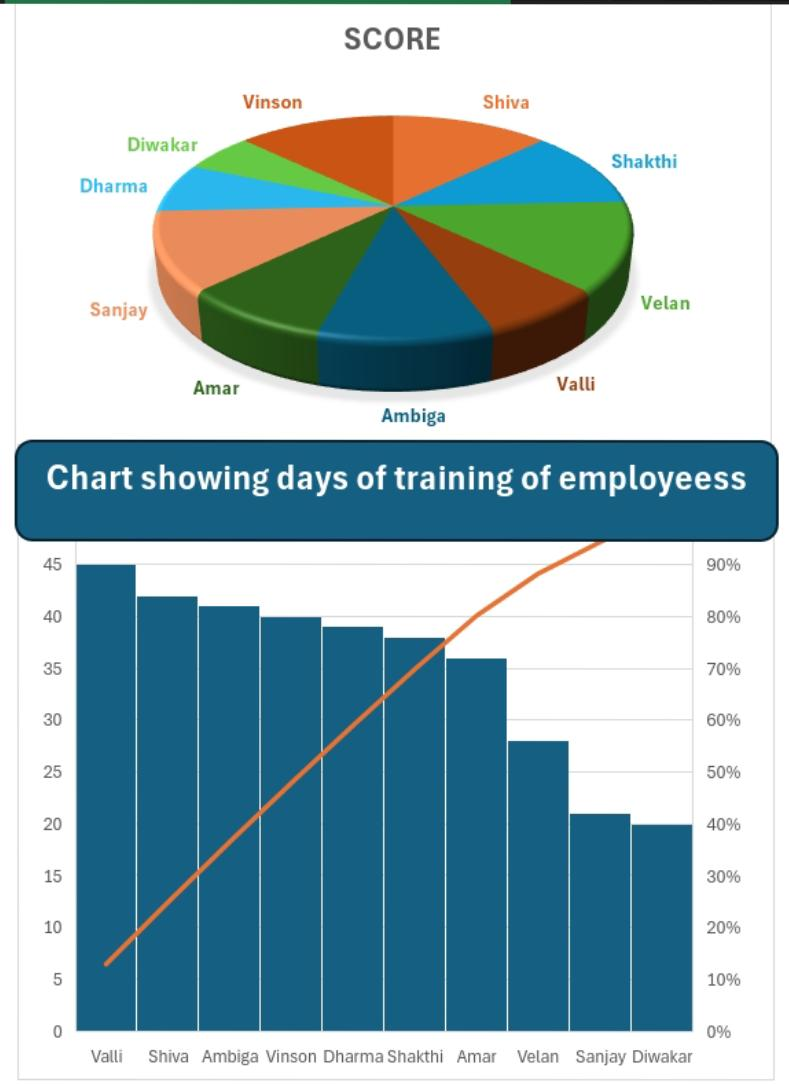 SCORE
Vinson
Shiva
Diwakar
Shakthi
Dharma
Sanjay
Velan
Amar
Valli
Ambiga
Chart showing days of training of employeess
45 90%
40 80%
35 70%
30 60%
25 50%
20 40%
15 30%
10 20%
5 10%
0 0%
Valli Shiva Ambiga Vinson Dharma Shakthi Amar Velan Sanjay Diwakar